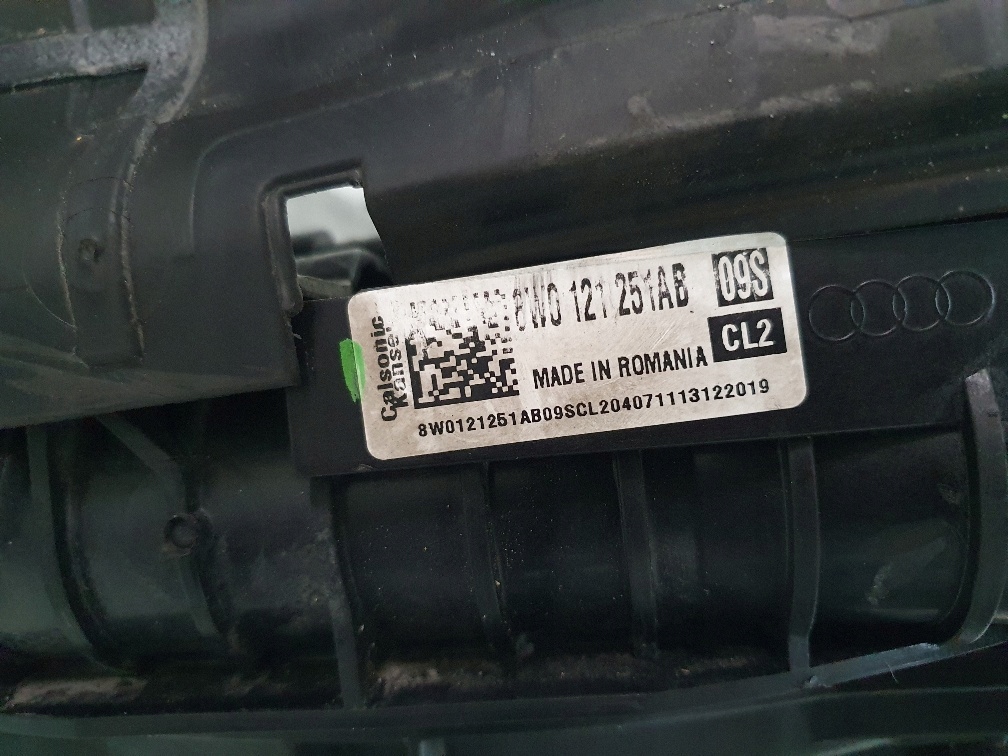 Calsonic
Kansei
8W0 121 251AB
09S
CL2
MADE IN ROMANIA
8W0121251AB09SCL204071113122019